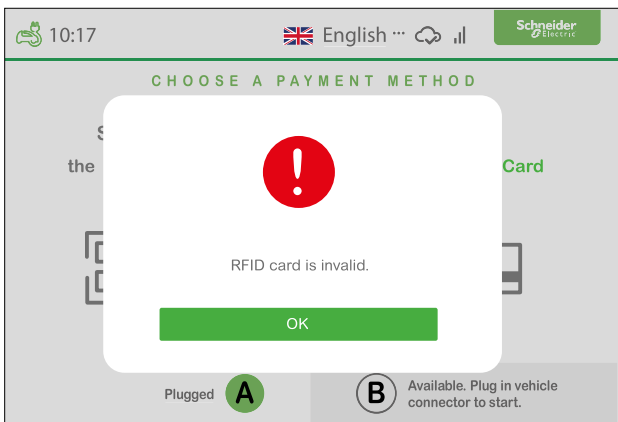 10:17
English ...
Schneider
Electric
CHOOSE A PAYMENT METHOD
the
Card
RFID card is invalid.
OK
Plugged
A
B
Available. Plug in vehicle
connector to start.